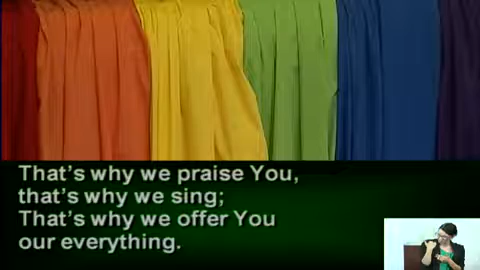 That's why we praise You,
that's why we sing;
That's why we offer You
our everything.